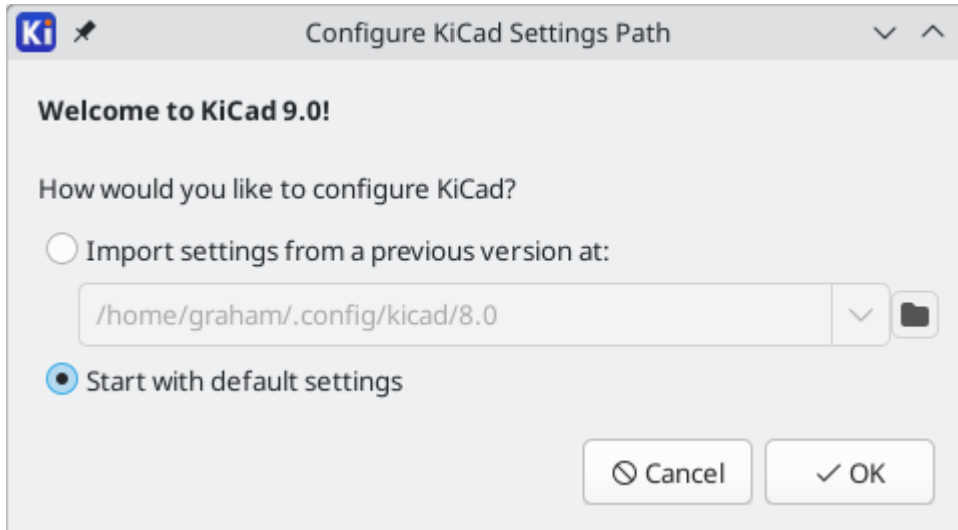 Ki Configure KiCad Settings Path
Welcome to KiCad 9.0!
How would you like to configure KiCad?
Import settings from a previous version at:
/home/graham/.config/kicad/8.0
Start with default settings
Cancel OK